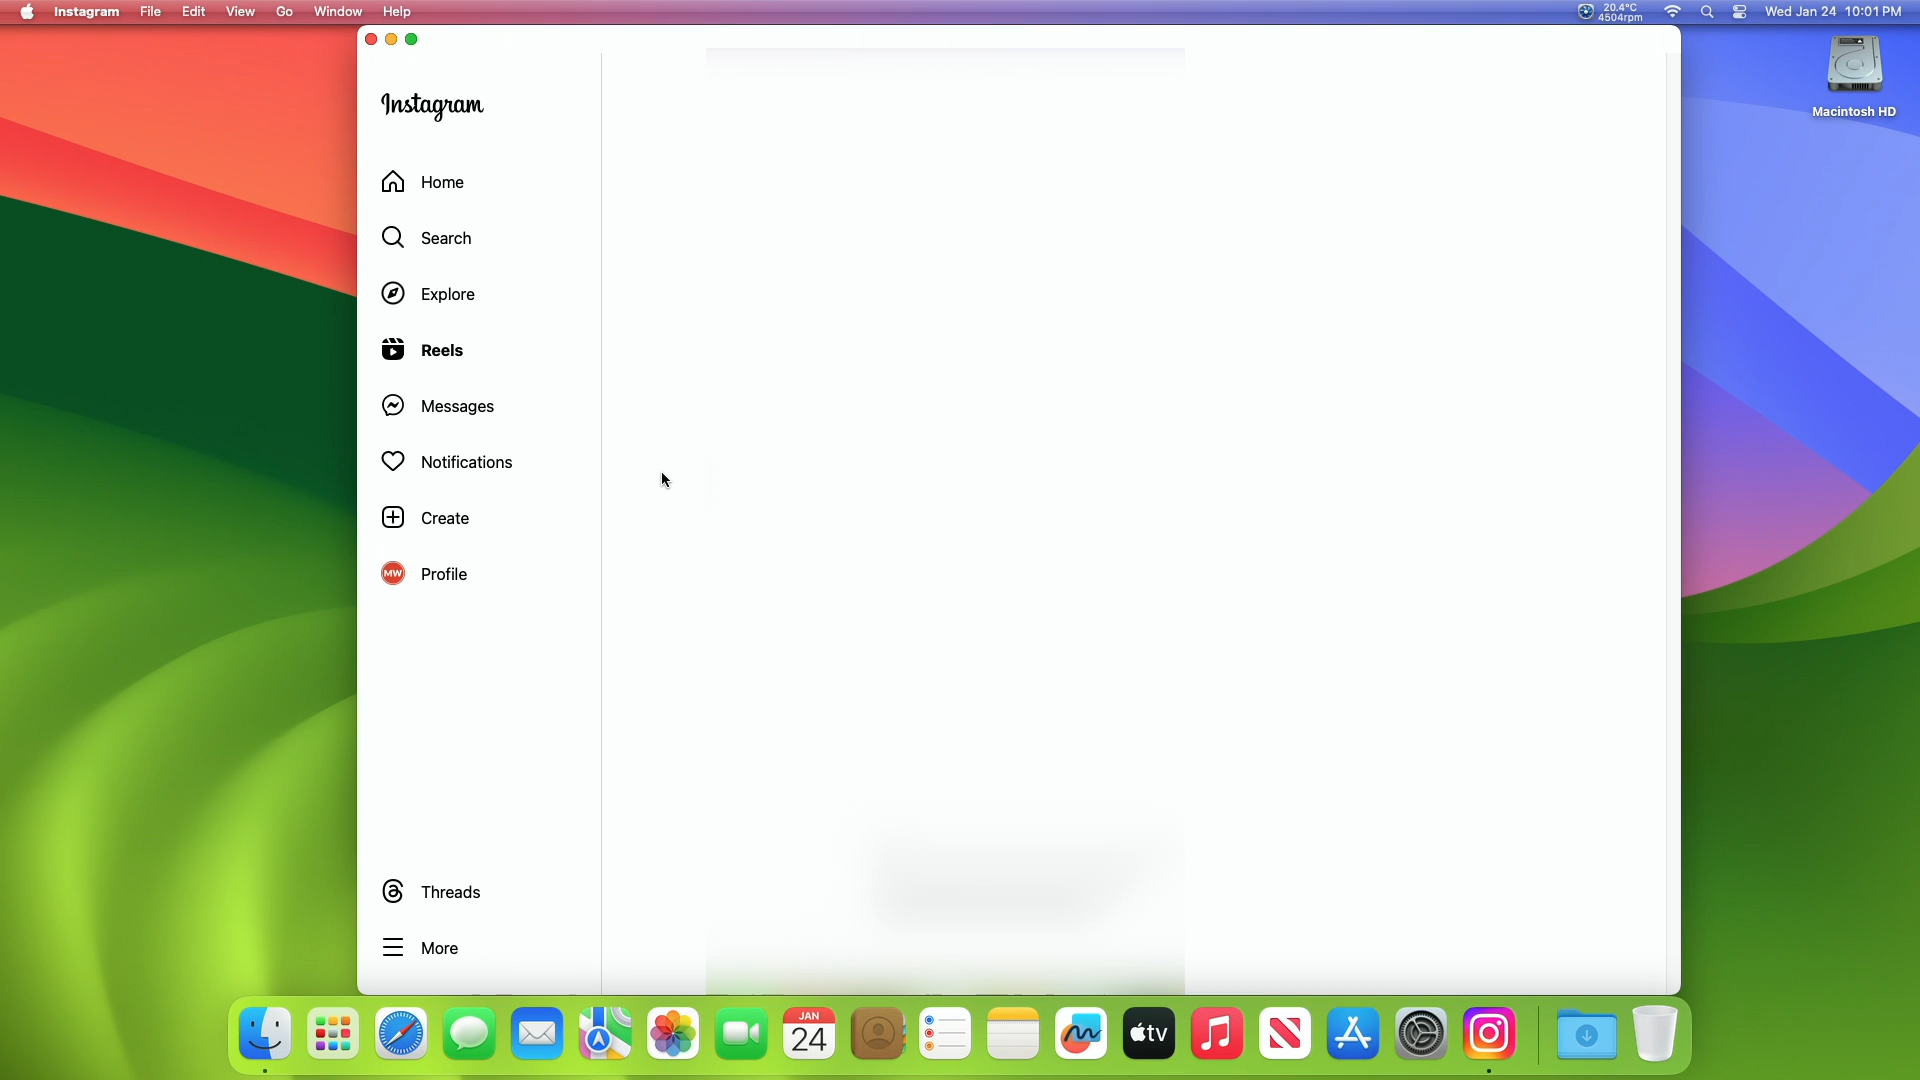 Instagram File Edit View Go Window Help
20.4°C
4504rpm
Wed Jan 24 10:01 PM
Macintosh HD
Instagram
Home
Search
Explore
Reels
Messages
Notifications
Create
MW Profile
Threads
More
JAN
24
tv